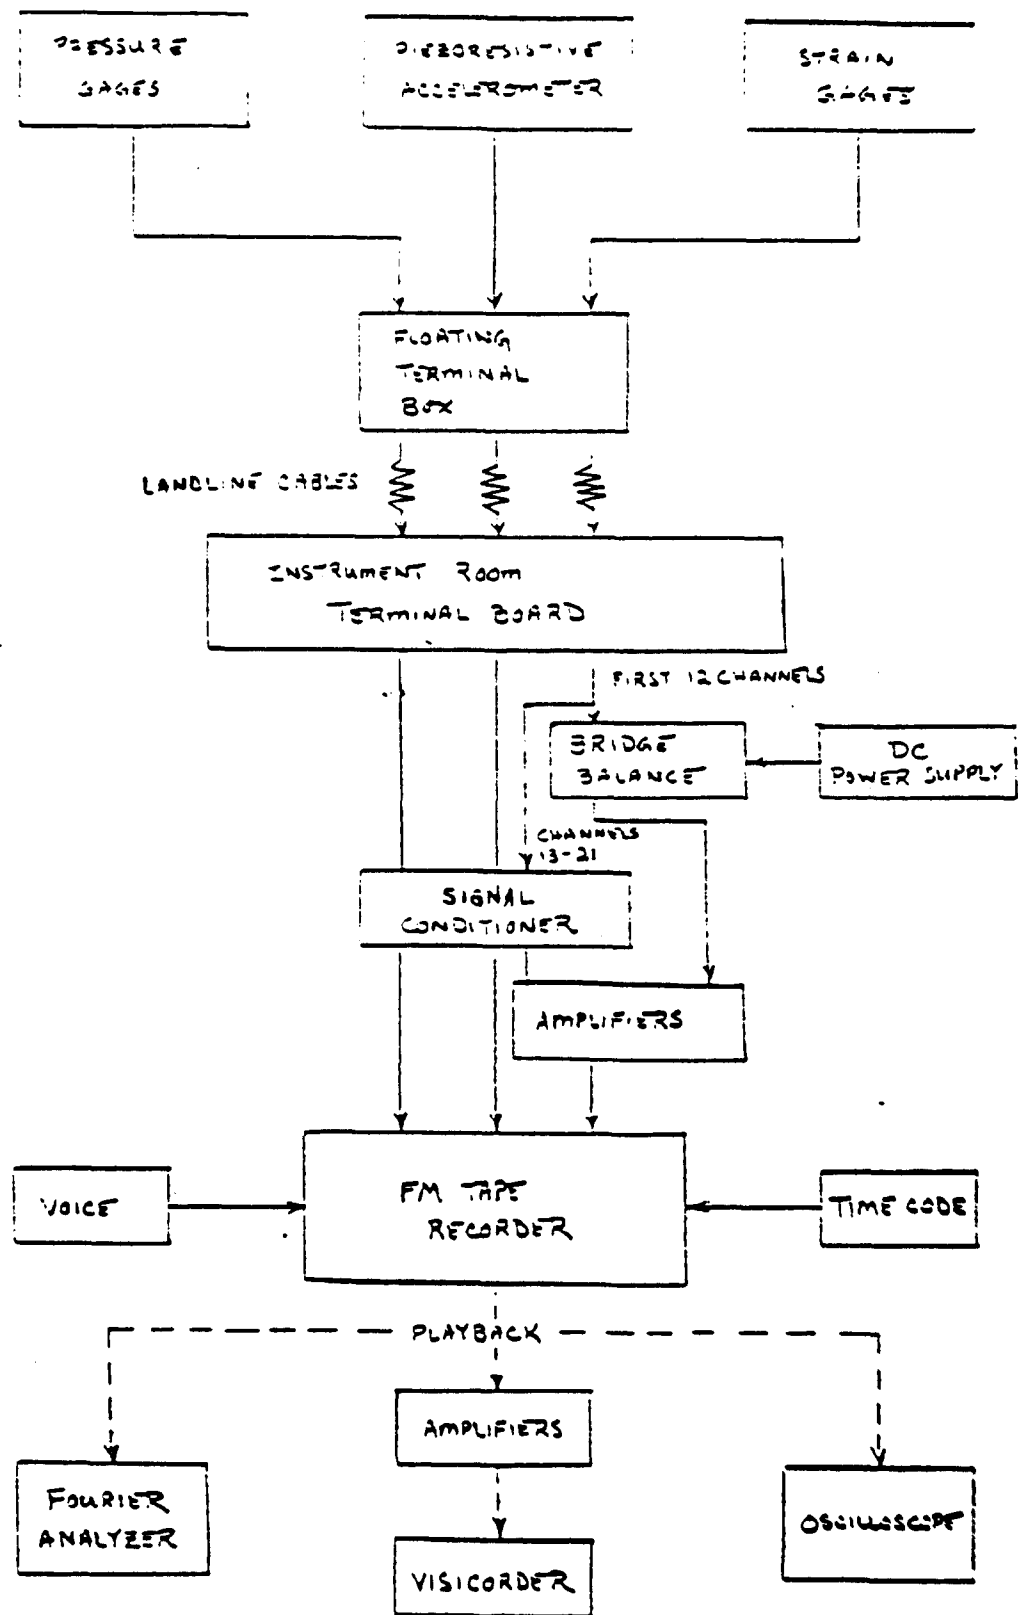 PRESSURE
GAGES
PIEZORESISTIVE
ACCELEROMETER
STRAIN
GAGES
FLOATING
TERMINAL
BOX
LANDLINE CABLES
INSTRUMENT ROOM
TERMINAL BOARD
FIRST 12 CHANNELS
BRIDGE
BALANCE
DC
POWER SUPPLY
CHANNELS
13-21
SIGNAL
CONDITIONER
AMPLIFIERS
VOICE
FM TAPE
RECORDER
TIME CODE
PLAYBACK
AMPLIFIERS
FOURIER
ANALYZER
OSCILLOSCOPE
VISICORDER